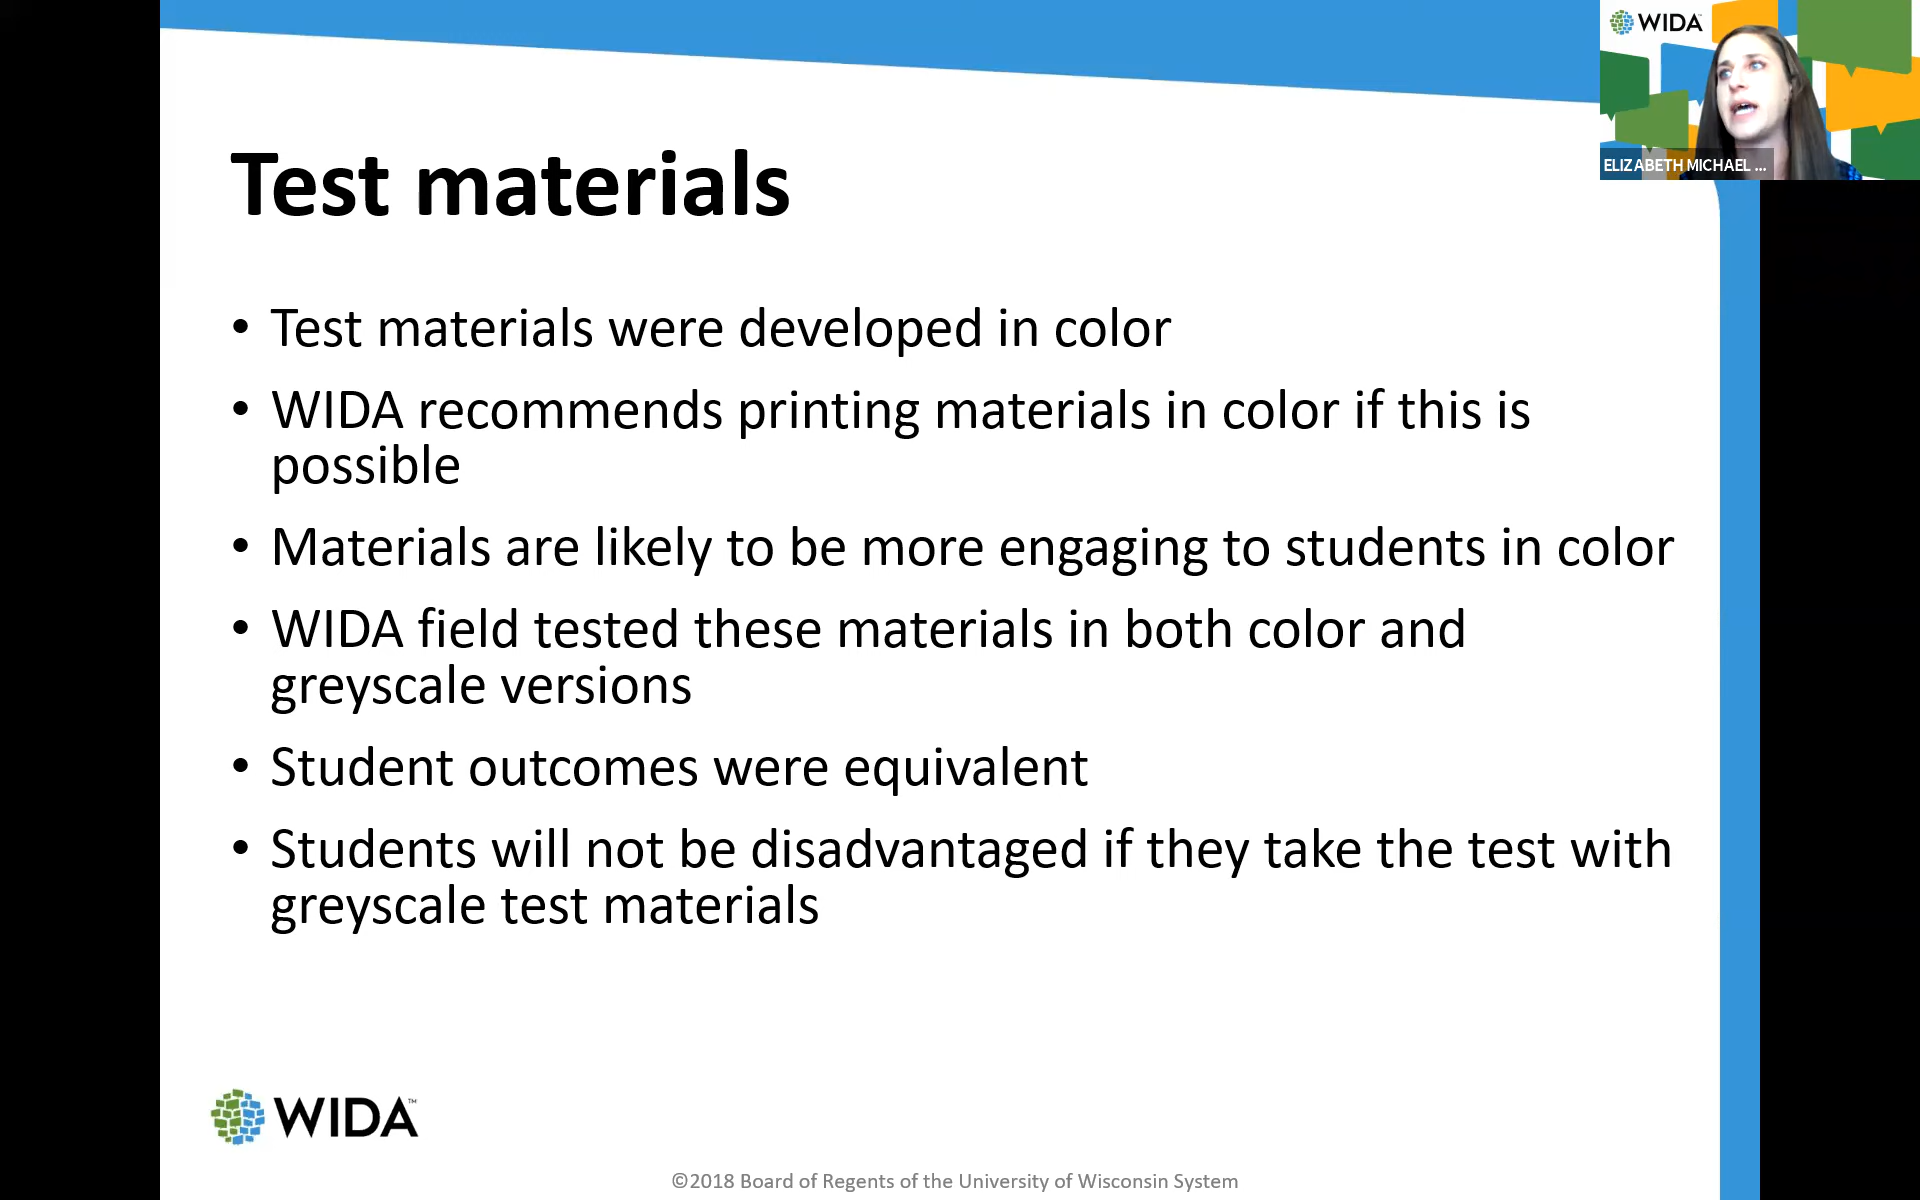 WIDA
ELIZABETH MICHAEL ...
Test materials
• Test materials were developed in color
• WIDA recommends printing materials in color if this is
possible
• Materials are likely to be more engaging to students in color
• WIDA field tested these materials in both color and
greyscale versions
• Student outcomes were equivalent
• Students will not be disadvantaged if they take the test with
greyscale test materials
WIDA™
©2018 Board of Regents of the University of Wisconsin System